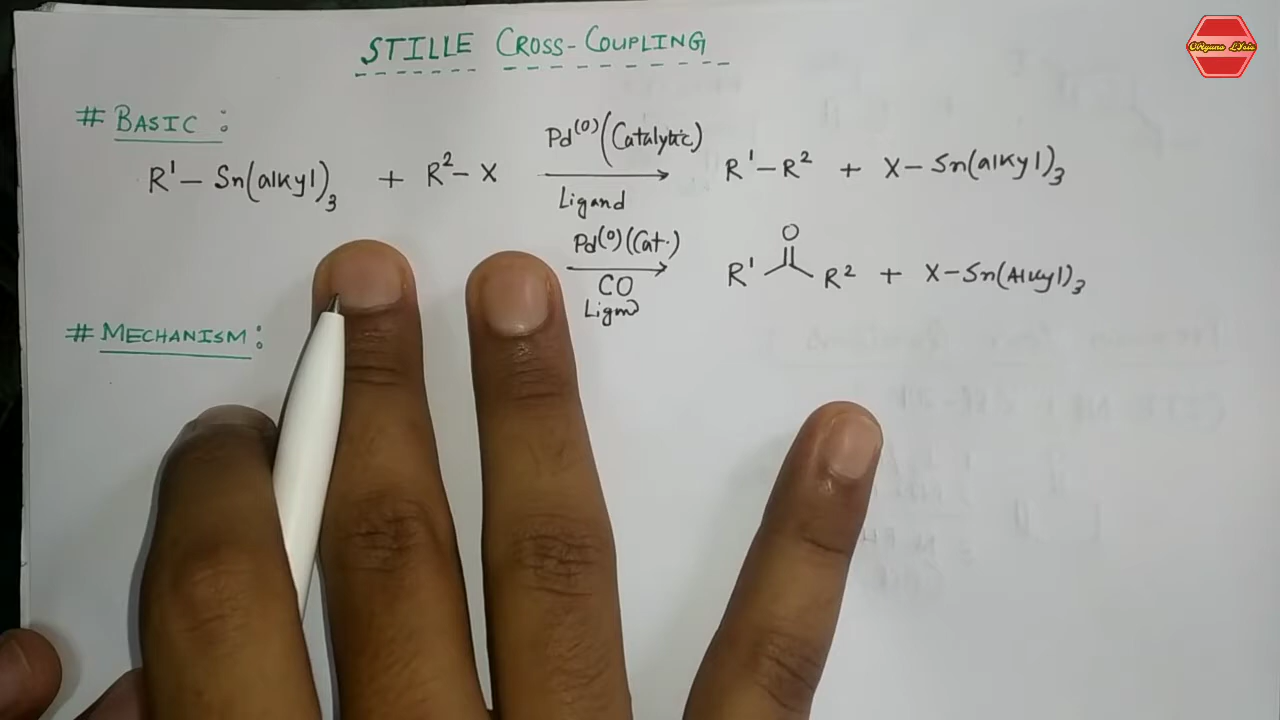 STILLE CROSS-COUPLING
# BASIC :
R¹ – Sn(alkyl)₃ + R² – X Pd⁽⁰⁾(Catalytic) Ligand R¹ – R² + X – Sn(alkyl)₃
Pd⁽⁰⁾(Cat.)
CO
O
R¹ R² + X – Sn(Alkyl)₃
# MECHANISM :